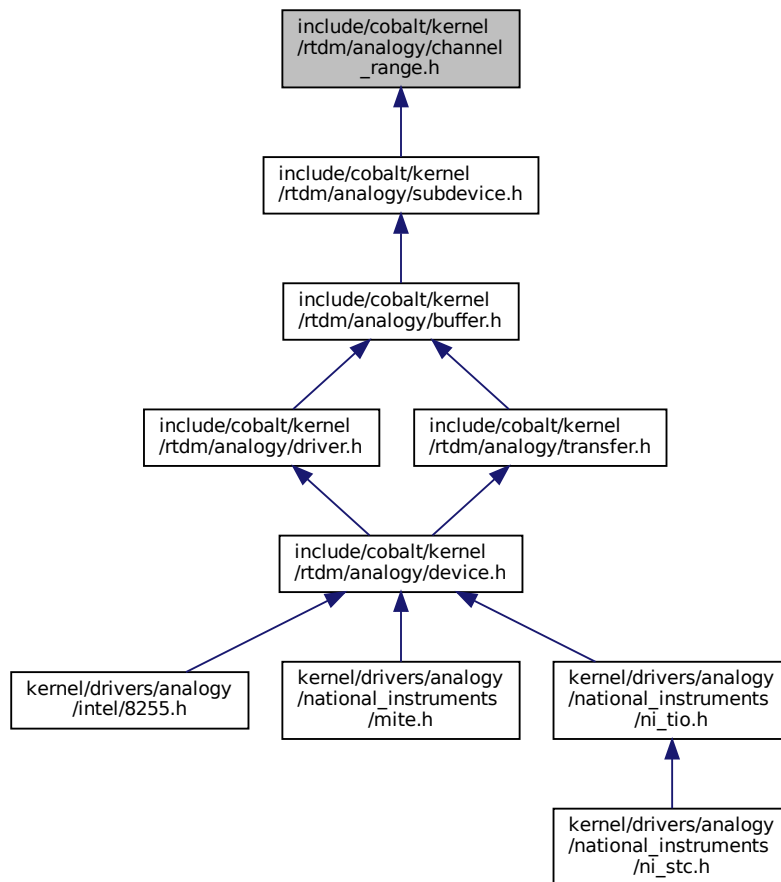 include/cobalt/kernel
/rtdm/analogy/channel
_range.h
include/cobalt/kernel
/rtdm/analogy/subdevice.h
include/cobalt/kernel
/rtdm/analogy/buffer.h
include/cobalt/kernel
/rtdm/analogy/driver.h
include/cobalt/kernel
/rtdm/analogy/transfer.h
include/cobalt/kernel
/rtdm/analogy/device.h
kernel/drivers/analogy
/intel/8255.h
kernel/drivers/analogy
/national_instruments
/mite.h
kernel/drivers/analogy
/national_instruments
/ni_tio.h
kernel/drivers/analogy
/national_instruments
/ni_stc.h